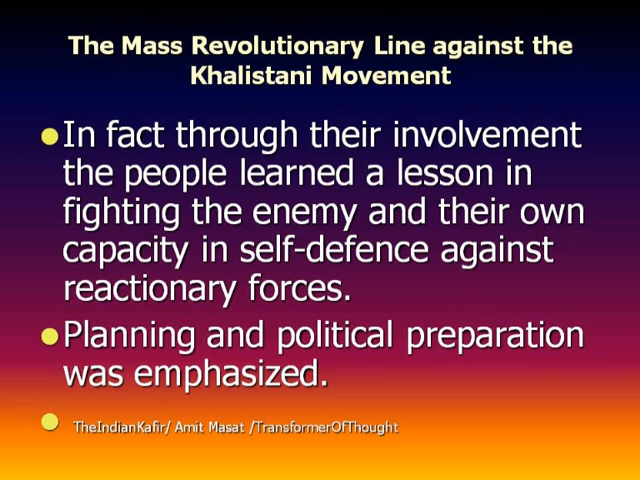 The Mass Revolutionary Line against the
Khalistani Movement
In fact through their involvement
the people learned a lesson in
fighting the enemy and their own
capacity in self-defence against
reactionary forces.
Planning and political preparation
was emphasized.
TheIndianKafir/ Amit Masat /TransformerOfThought